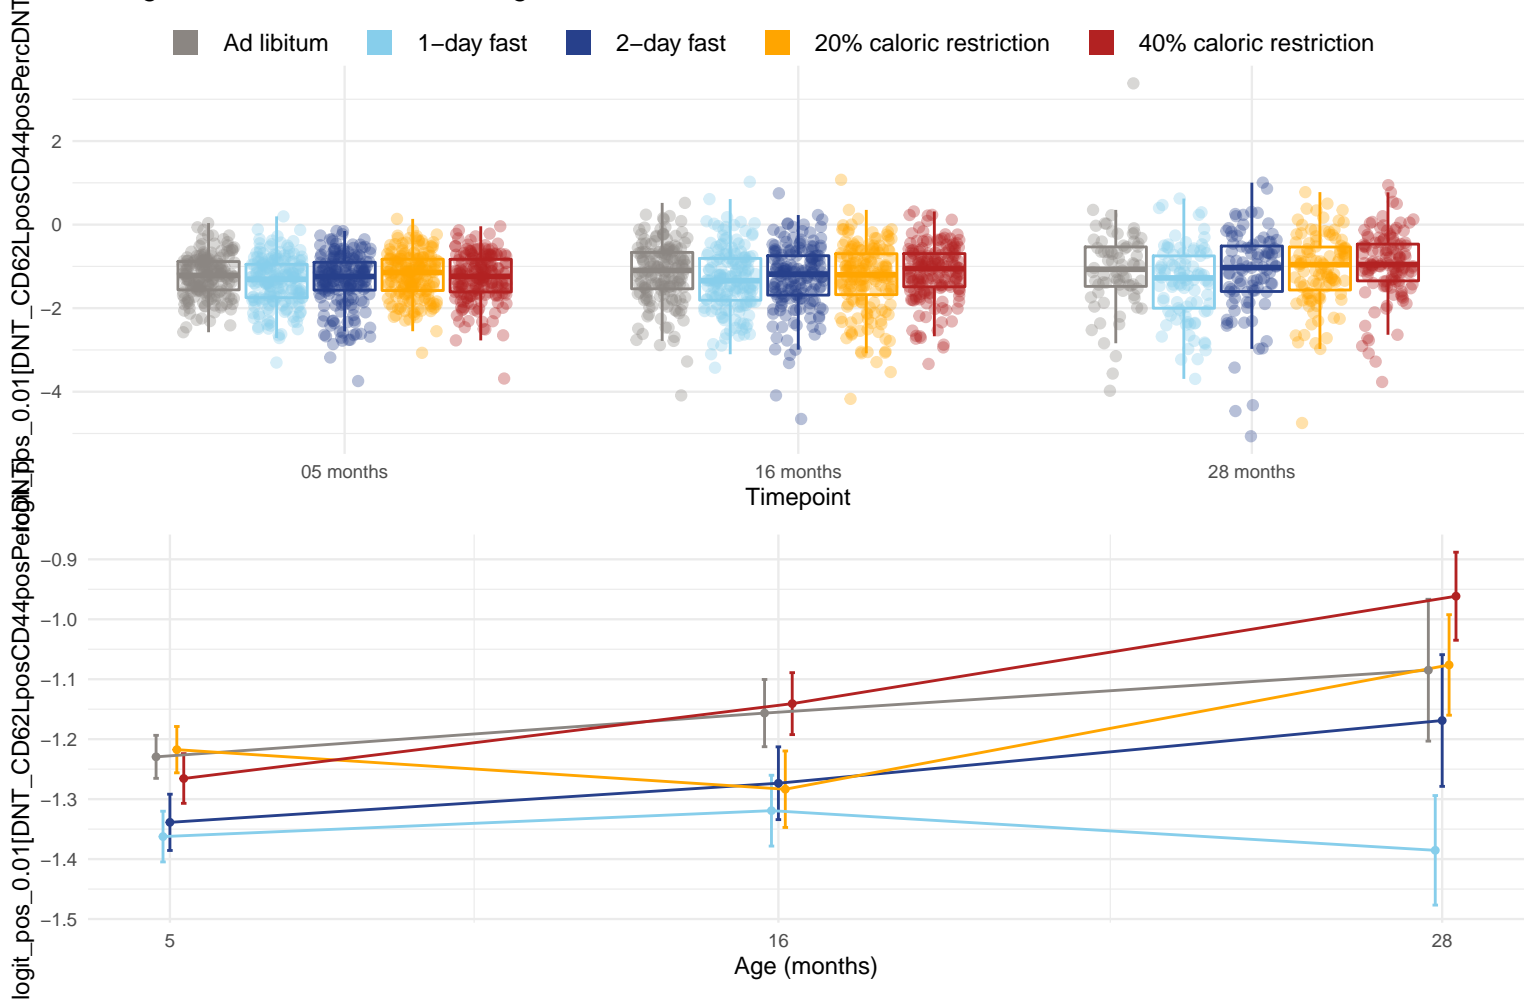 Ad libitum
1−day fast
2−day fast
20% caloric restriction
40% caloric restriction
2
0
−2
−4
05 months
16 months
28 months
Timepoint
−0.9
−1.0
−1.1
−1.2
−1.3
−1.4
−1.5
5
16
28
Age (months)
logit_pos_0.01[DNT_CD62LposCD44posPercDNT]